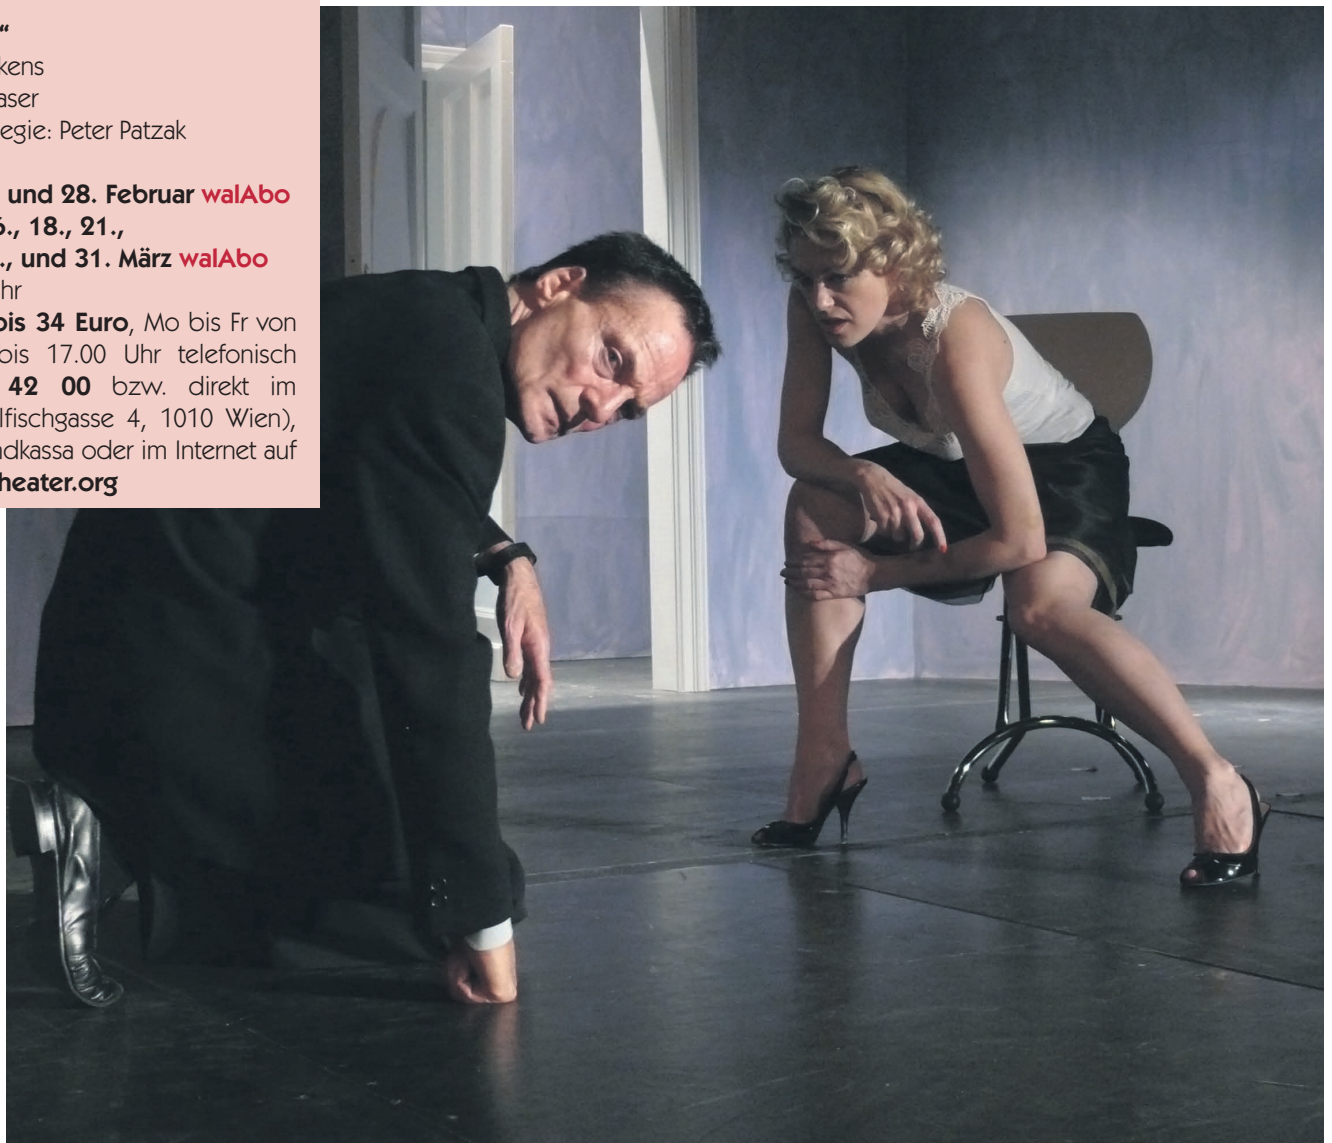 “
kens
aser
egie: Peter Patzak
und 28. Februar walAbo
6., 18., 21.,
., und 31. März walAbo
hr
bis 34 Euro, Mo bis Fr von
bis 17.00 Uhr telefonisch
42 00 bzw. direkt im
lfischgasse 4, 1010 Wien),
ndkassa oder im Internet auf
heater.org